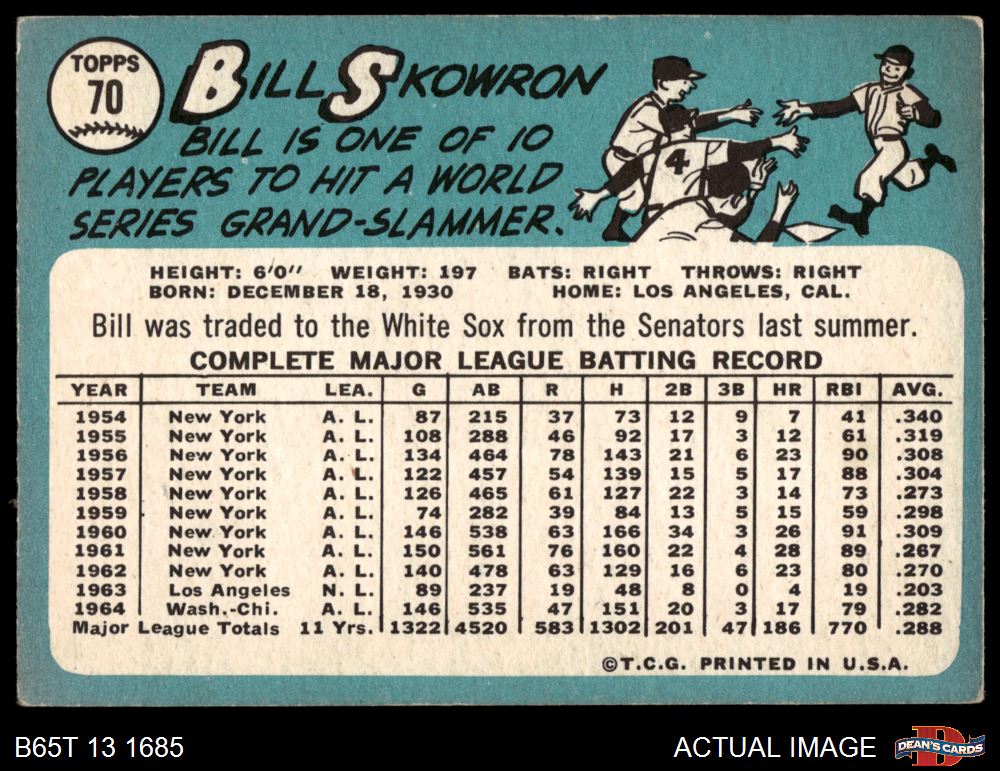 TOPPS
70
BILL SKOWRON
BILL IS ONE OF 10
PLAYERS TO HIT A WORLD
SERIES GRAND-SLAMMER.
4
HEIGHT: 6'0" WEIGHT: 197 BATS: RIGHT THROWS: RIGHT
BORN: DECEMBER 18, 1930 HOME: LOS ANGELES, CAL.
Bill was traded to the White Sox from the Senators last summer.
COMPLETE MAJOR LEAGUE BATTING RECORD
YEAR TEAM LEA. G AB R H 2B 3B HR RBI AVG.
1954 New York A. L. 87 215 37 73 12 9 7 41 .340
1955 New York A. L. 108 288 46 92 17 3 12 61 .319
1956 New York A. L. 134 464 78 143 21 6 23 90 .308
1957 New York A. L. 122 457 54 139 15 5 17 88 .304
1958 New York A. L. 126 465 61 127 22 3 14 73 .273
1959 New York A. L. 74 282 39 84 13 5 15 59 .298
1960 New York A. L. 146 538 63 166 34 3 26 91 .309
1961 New York A. L. 150 561 76 160 22 4 28 89 .267
1962 New York A. L. 140 478 63 129 16 6 23 80 .270
1963 Los Angeles N. L. 89 237 19 48 8 0 4 19 .203
1964 Wash.-Chi. A. L. 146 535 47 151 20 3 17 79 .282
Major League Totals 11 Yrs. 1322 4520 583 1302 201 47 186 770 .288
©T.C.G. PRINTED IN U.S.A.
B65T 13 1685
ACTUAL IMAGE
DEAN'S CARDS